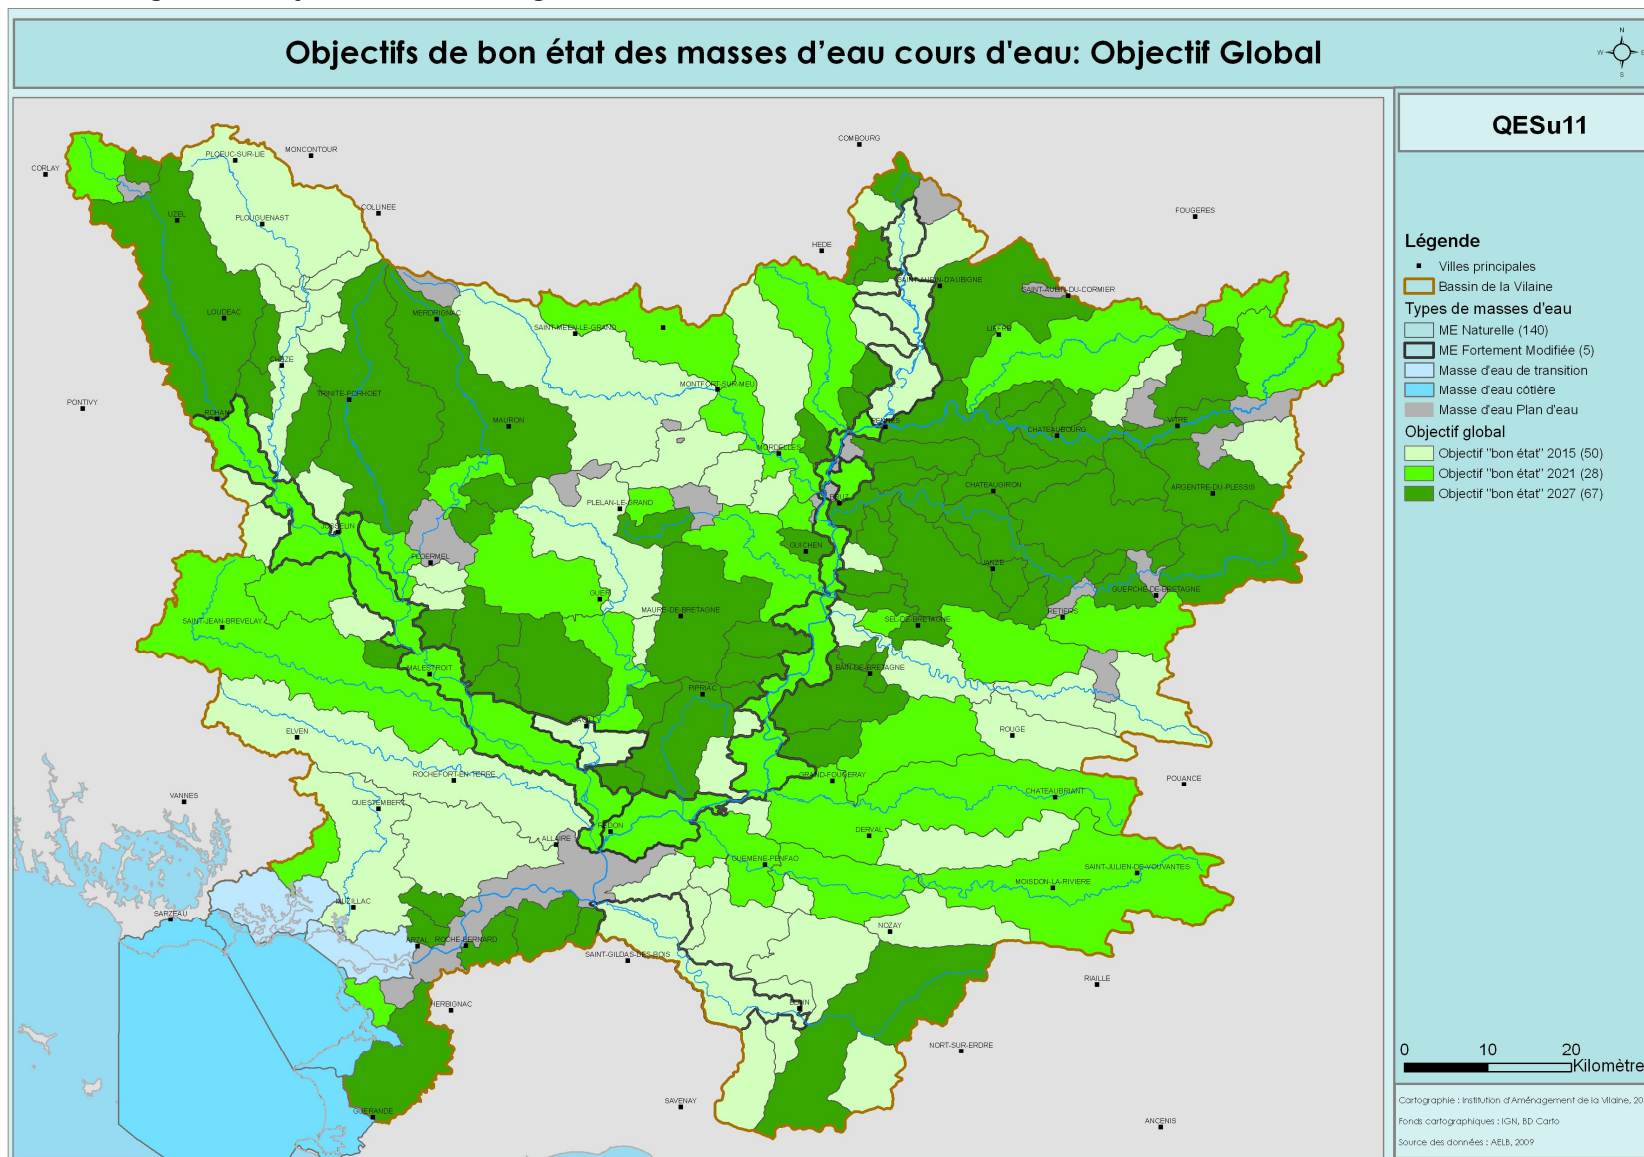 Objectifs de bon état des masses d'eau cours d'eau: Objectif Global
N
W
E
S
QESu11
Légende
Villes principales
Bassin de la Vilaine
Types de masses d'eau
ME Naturelle (140)
ME Fortement Modifiée (5)
Masse d'eau de transition
Masse d'eau côtière
Masse d'eau Plan d'eau
Objectif global
Objectif "bon état" 2015 (50)
Objectif "bon état" 2021 (28)
Objectif "bon état" 2027 (67)
0 10 20
Kilomètre
Cartographie : Institution d'Aménagement de la Vilaine, 20
Fonds cartographiques : IGN, BD Carto
Source des données : AELB, 2009
COMBOURG
MONCONTOUR
PLOEUC-SUR-LIE
CORLAY
COLLINEE
FOUGERES
UZEL
PLOUGUENAST
HEDE
SAINT-AUBIN-D'AUBIGNE
SAINT-AUBIN-DU-CORMIER
LOUDEAC
MERDRIGNAC
SAINT-MEEN-LE-GRAND
LIFFRE
CHEZE
MONTFORT-SUR-MEU
TRINITE-PORHOET
PONTIVY
ROHAN
MAURON
RENNES
CHATEAUBOURG
VITRE
MORDELLES
CHATEAUGIRON
ARGENTRE-DU-PLESSIS
PLELAN-LE-GRAND
BRUZ
JOSSELIN
GUICHEN
PLOERMEL
JANZE
GUERCHE-DE-BRETAGNE
GUER
MAURE-DE-BRETAGNE
RETIERS
SAINT-JEAN-BREVELAY
SEL-DE-BRETAGNE
MALESTROIT
BAIN-DE-BRETAGNE
PIPRIAC
ELVEN
ROUGE
ROCHEFORT-EN-TERRE
GRAND-FOUGERAY
POUANCE
VANNES
QUESTEMBERT
CHATEAUBRIANT
ALLAIRE
REDON
DERVAL
GUEMENE-PENFAO
SAINT-JULIEN-DE-VOUVANTES
MOISDON-LA-RIVIERE
MUZILLAC
SARZEAU
NOZAY
ARZAL
ROCHE-BERNARD
SAINT-GILDAS-DES-BOIS
RIAILLE
HERBIGNAC
BLAIN
NORT-SUR-ERDRE
SAVENAY
GUERANDE
ANCENIS